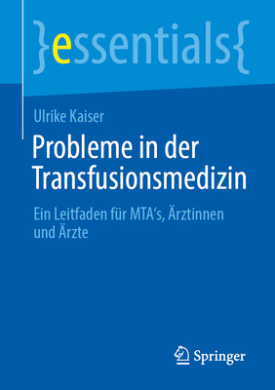 }essentials{
Ulrike Kaiser
Probleme in der
Transfusionsmedizin
Ein Leitfaden für MTA‘s, Ärztinnen
und Ärzte
Springer